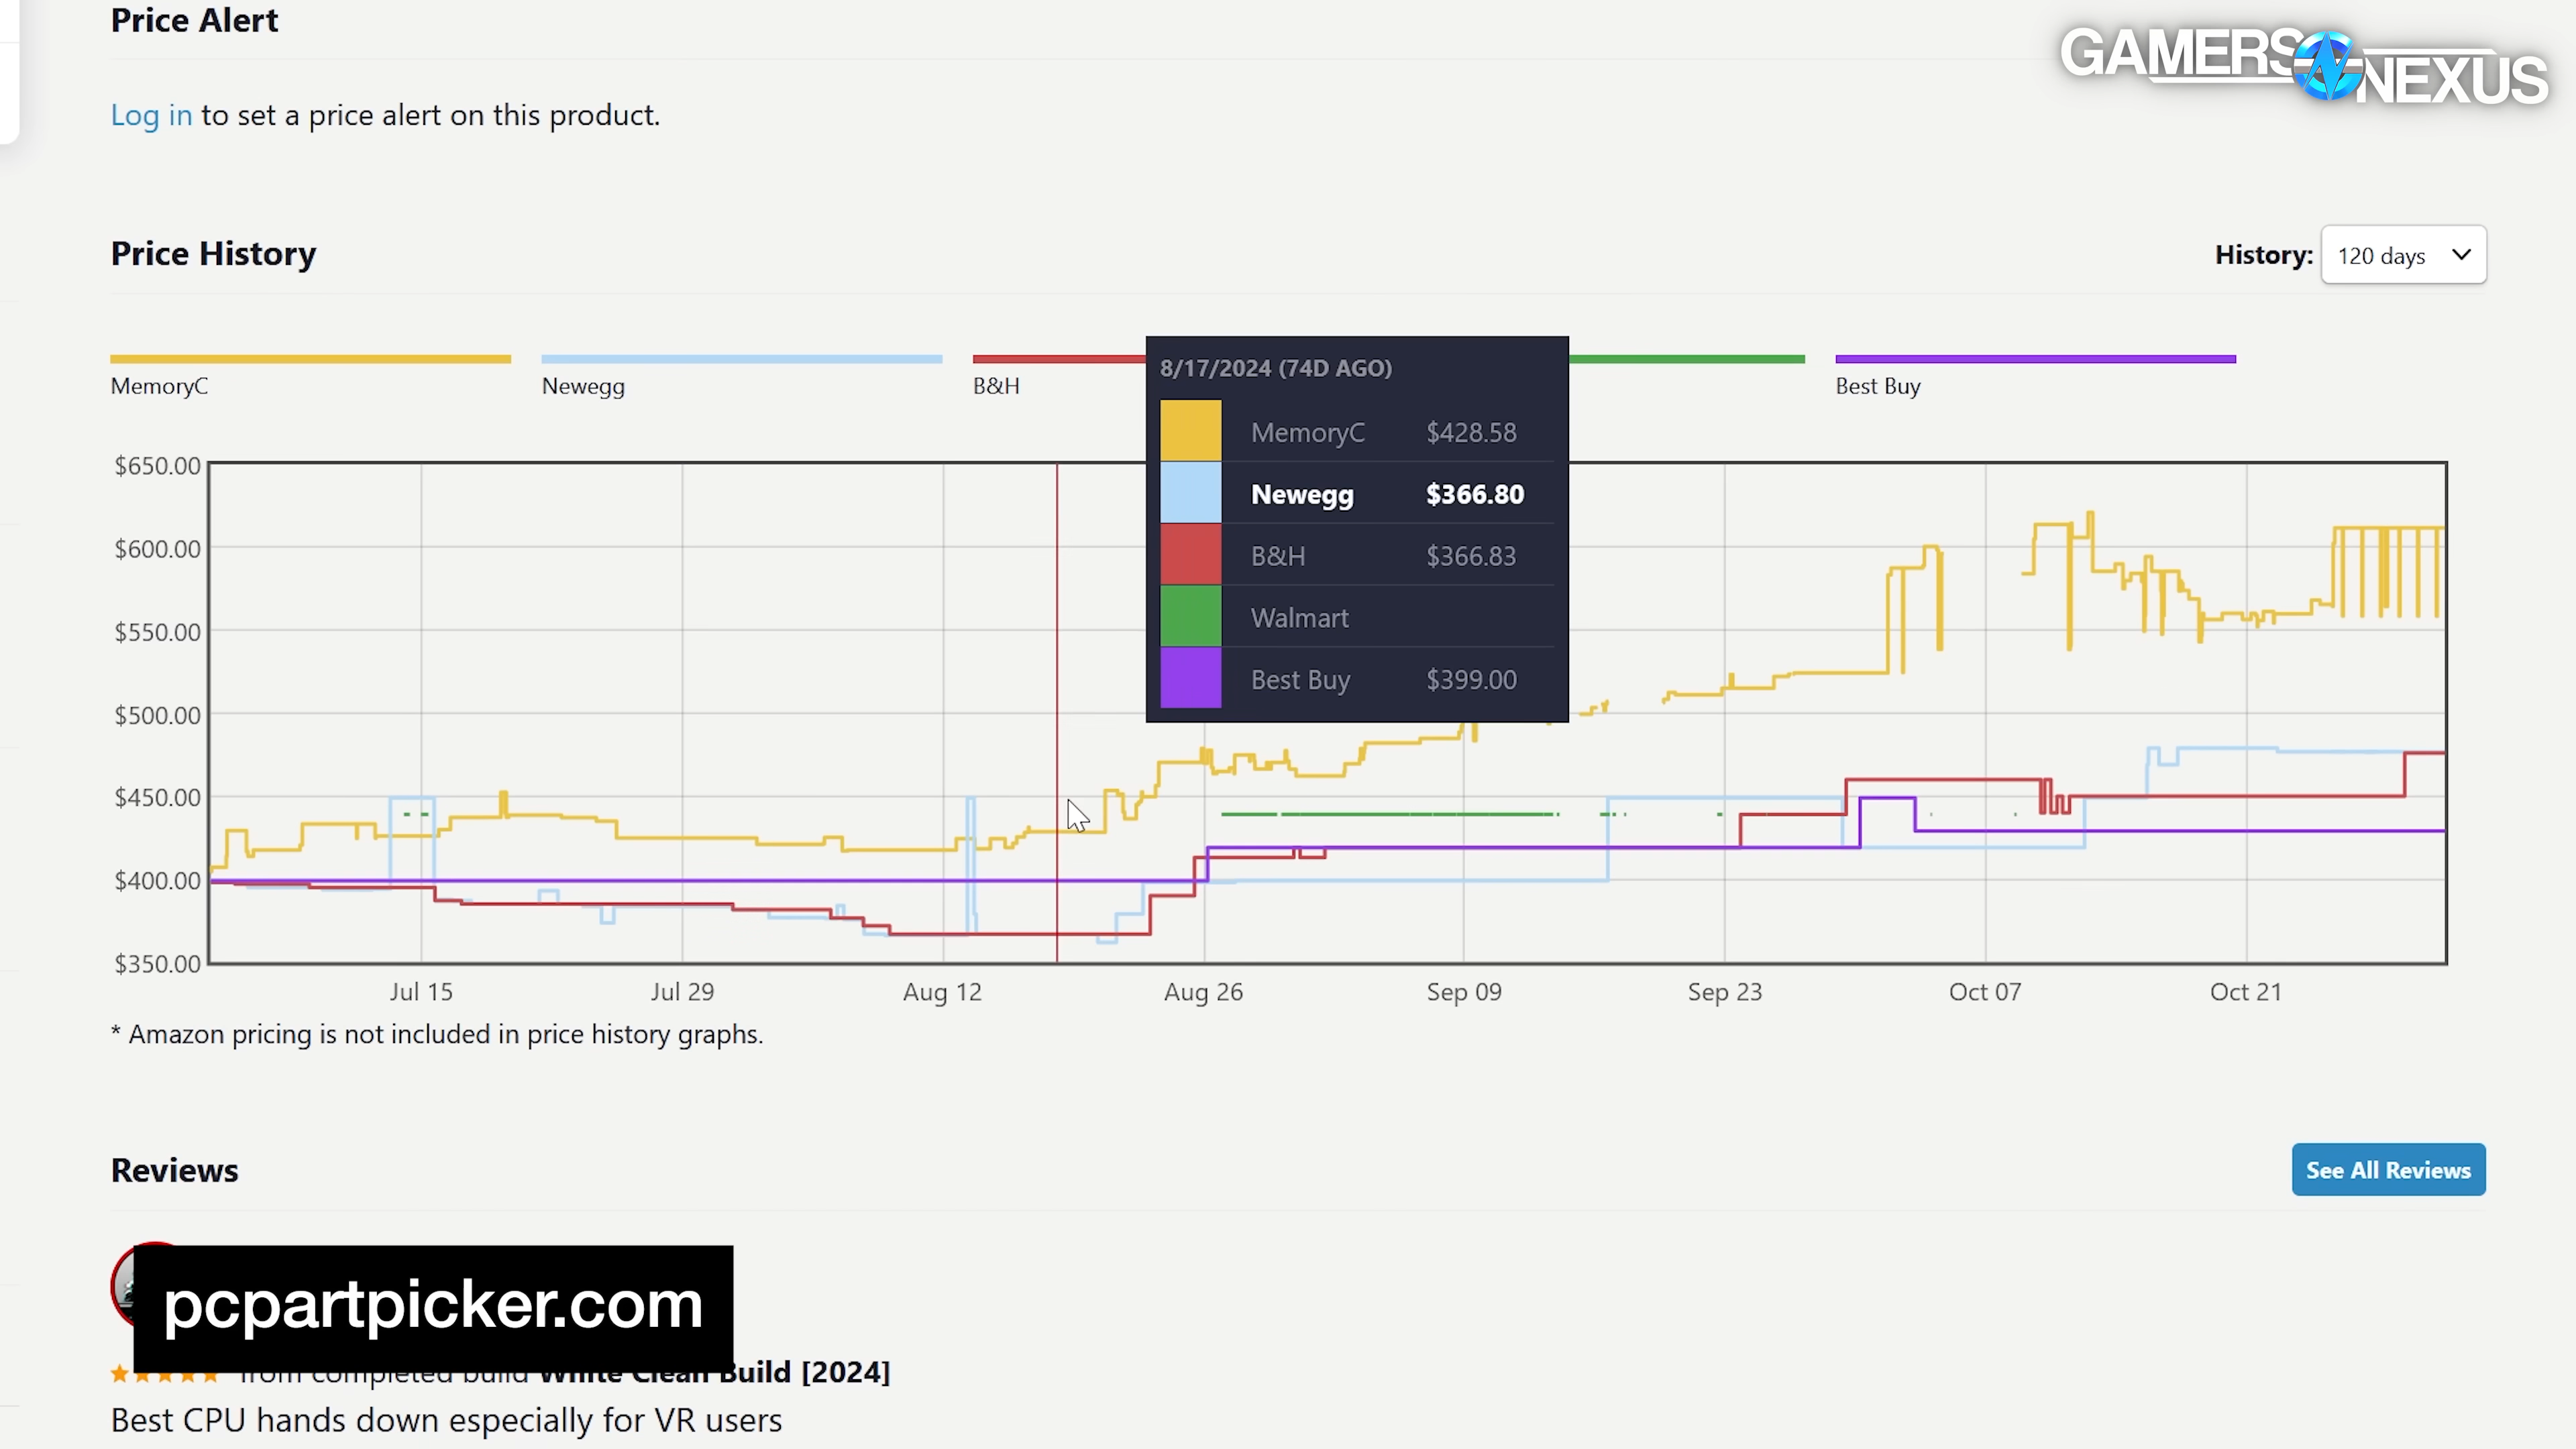 Price Alert
GAMERS NEXUS
Log in to set a price alert on this product.
Price History
History: 120 days
MemoryC
Newegg
B&H
Best Buy
8/17/2024 (74D AGO)
MemoryC $428.58
Newegg $366.80
B&H $366.83
Walmart
Best Buy $399.00
$650.00
$600.00
$550.00
$500.00
$450.00
$400.00
$350.00
Jul 15 Jul 29 Aug 12 Aug 26 Sep 09 Sep 23 Oct 07 Oct 21
* Amazon pricing is not included in price history graphs.
Reviews
See All Reviews
pcpartpicker.com
from completed build White Clean Build [2024]
Best CPU hands down especially for VR users